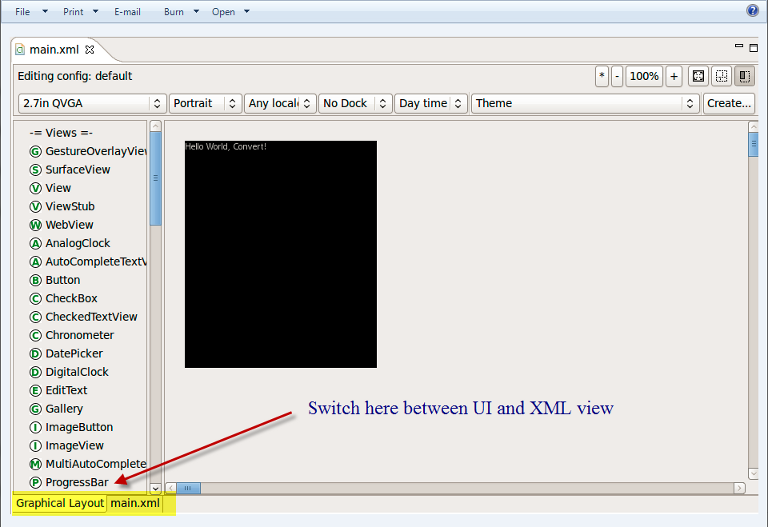 File Print E-mail Burn Open
main.xml
Editing config: default
* - 100% +
2.7in QVGA Portrait Any local No Dock Day time Theme Create...
-= Views =-
G GestureOverlayVie
S SurfaceView
V View
V ViewStub
W WebView
A AnalogClock
A AutoCompleteTextV
B Button
C CheckBox
C CheckedTextView
C Chronometer
D DatePicker
D DigitalClock
E EditText
G Gallery
I ImageButton
I ImageView
M MultiAutoComplete
P ProgressBar
Hello World, Convert!
Switch here between UI and XML view
Graphical Layout main.xml